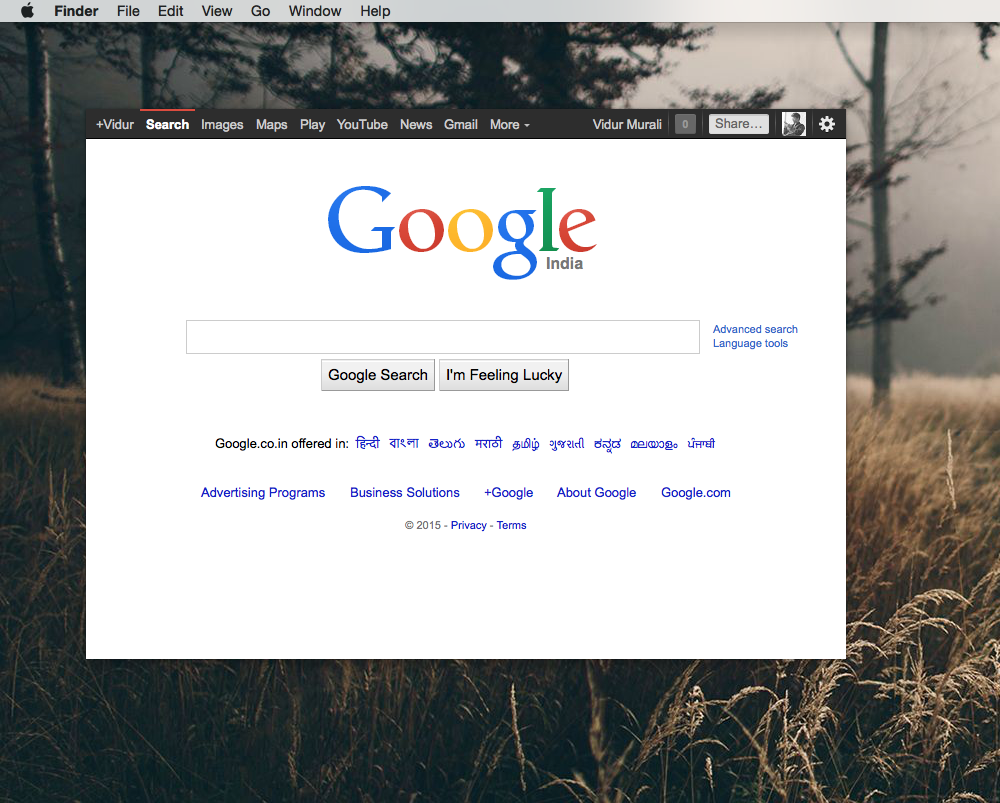 Finder File Edit View Go Window Help
+Vidur Search Images Maps Play YouTube News Gmail More Vidur Murali 0 Share...
Google
India
Advanced search
Language tools
Google Search I'm Feeling Lucky
Google.co.in offered in: हिन्दी বাংলা తెలుగు मराठी தமிழ் ગુજરાતી ಕನ್ನಡ മലയാളം ਪੰਜਾਬੀ
Advertising Programs Business Solutions +Google About Google Google.com
© 2015 - Privacy - Terms